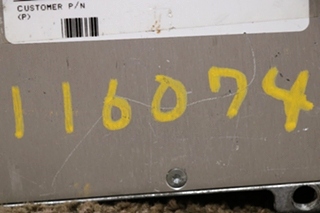 CUSTOMER P/N
(P)
116074